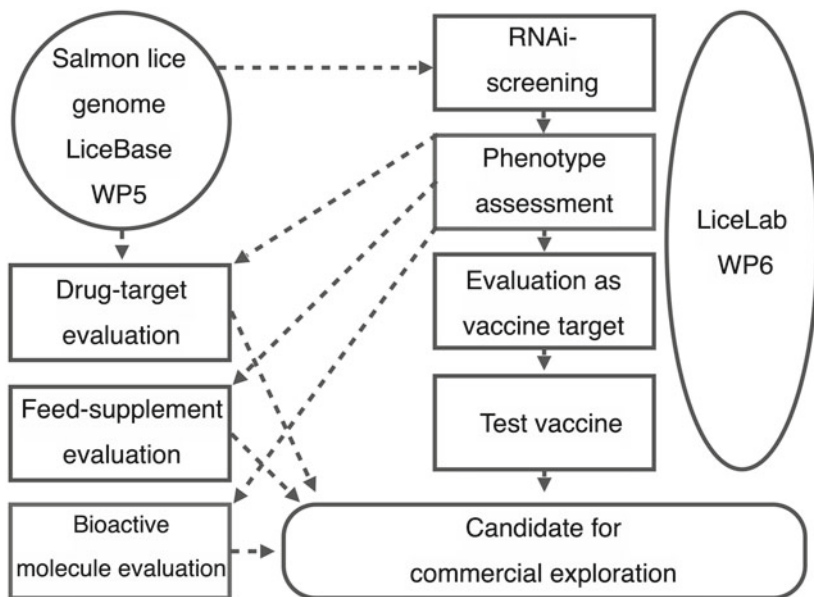 Salmon lice
genome
LiceBase
WP5
RNAi-
screening
Phenotype
assessment
LiceLab
WP6
Drug-target
evaluation
Evaluation as
vaccine target
Feed-supplement
evaluation
Test vaccine
Bioactive
molecule evaluation
Candidate for
commercial exploration